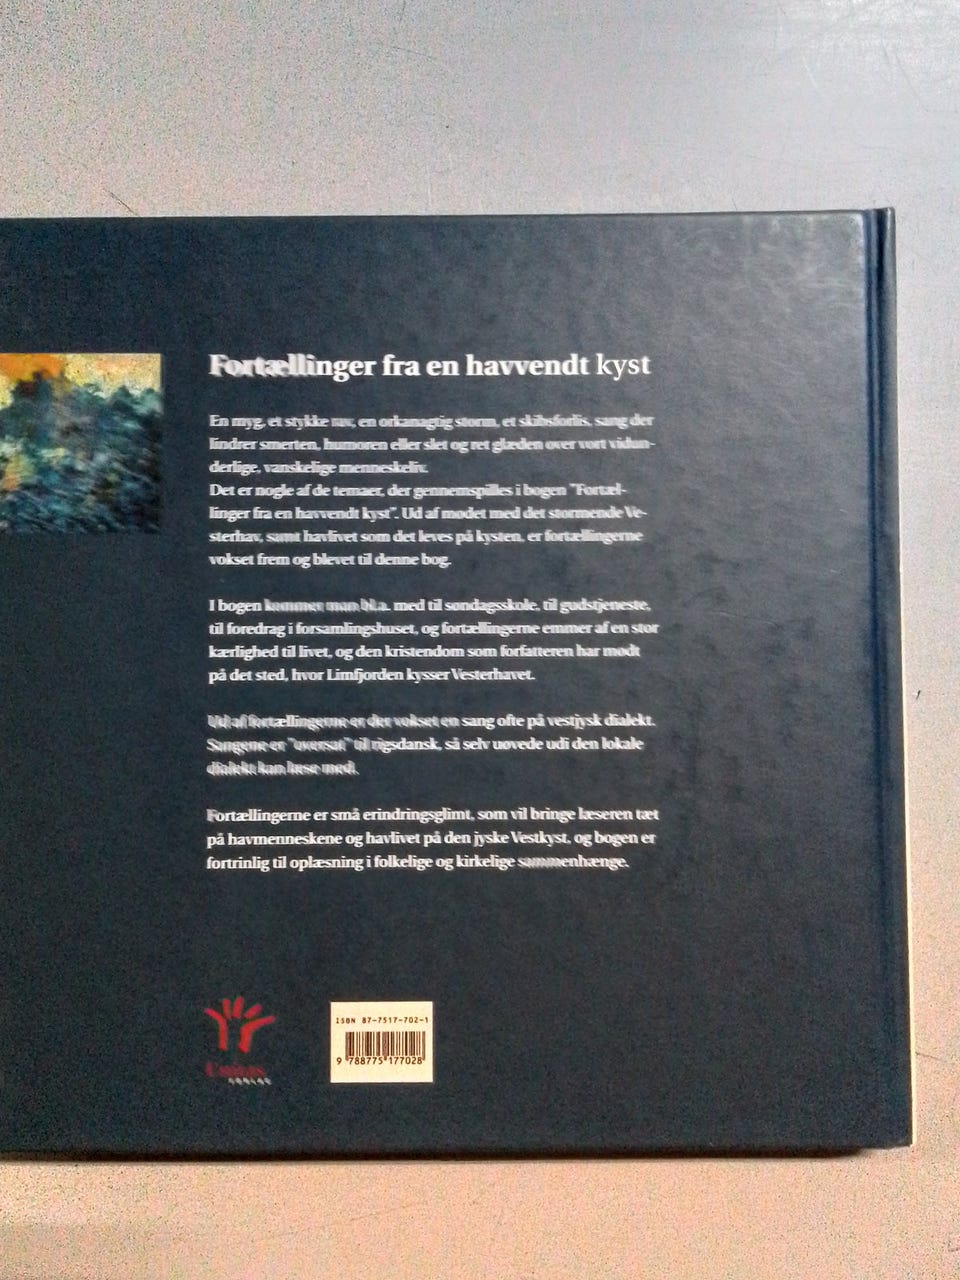 Fortællinger fra en havvendt kyst
En myg, et stykke rav, en orkanagtig storm, et skibsforlis, sang der
lindrer smerten, humoren eller slet og ret glæden over vort vidun-
derlige, vanskelige menneskeliv.
Det er nogle af de temaer, der gennemspilles i bogen "Fortæl-
linger fra en havvendt kyst". Ud af mødet med det stormende Ve-
sterhav, samt havlivet som det leves på kysten, er fortællingerne
vokset frem og blevet til denne bog.
I bogen kommer man bl.a. med til søndagsskole, til gudstjeneste,
til foredrag i forsamlingshuset, og fortællingerne emmer af en stor
kærlighed til livet, og den kristendom som forfatteren har mødt
på det sted, hvor Limfjorden kysser Vesterhavet.
Ud af fortællingerne er der vokset en sang ofte på vestjysk dialekt.
Sangene er "oversat" til rigsdansk, så selv uøvede udi den lokale
dialekt kan læse med.
Fortællingerne er små erindringsglimt, som vil bringe læseren tæt
på havmenneskene og havlivet på den jyske Vestkyst, og bogen er
fortrinlig til oplæsning i folkelige og kirkelige sammenhænge.
Unitas
FORLAG
ISBN 87-7517-702-1
9 788775 177028